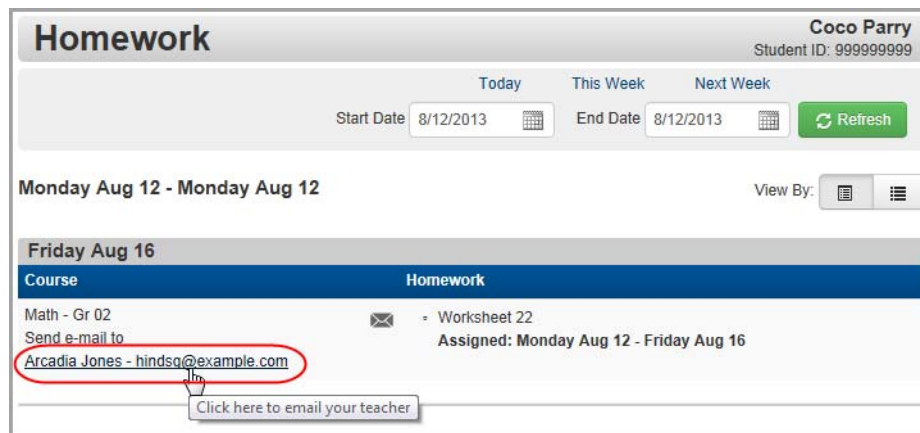 Homework
Coco Parry
Student ID: 999999999
Today This Week Next Week
Start Date 8/12/2013 End Date 8/12/2013 Refresh
Monday Aug 12 - Monday Aug 12
View By:
Friday Aug 16
Course Homework
Math - Gr 02
Send e-mail to
Arcadia Jones - hindsq@example.com
Worksheet 22
Assigned: Monday Aug 12 - Friday Aug 16
Click here to email your teacher